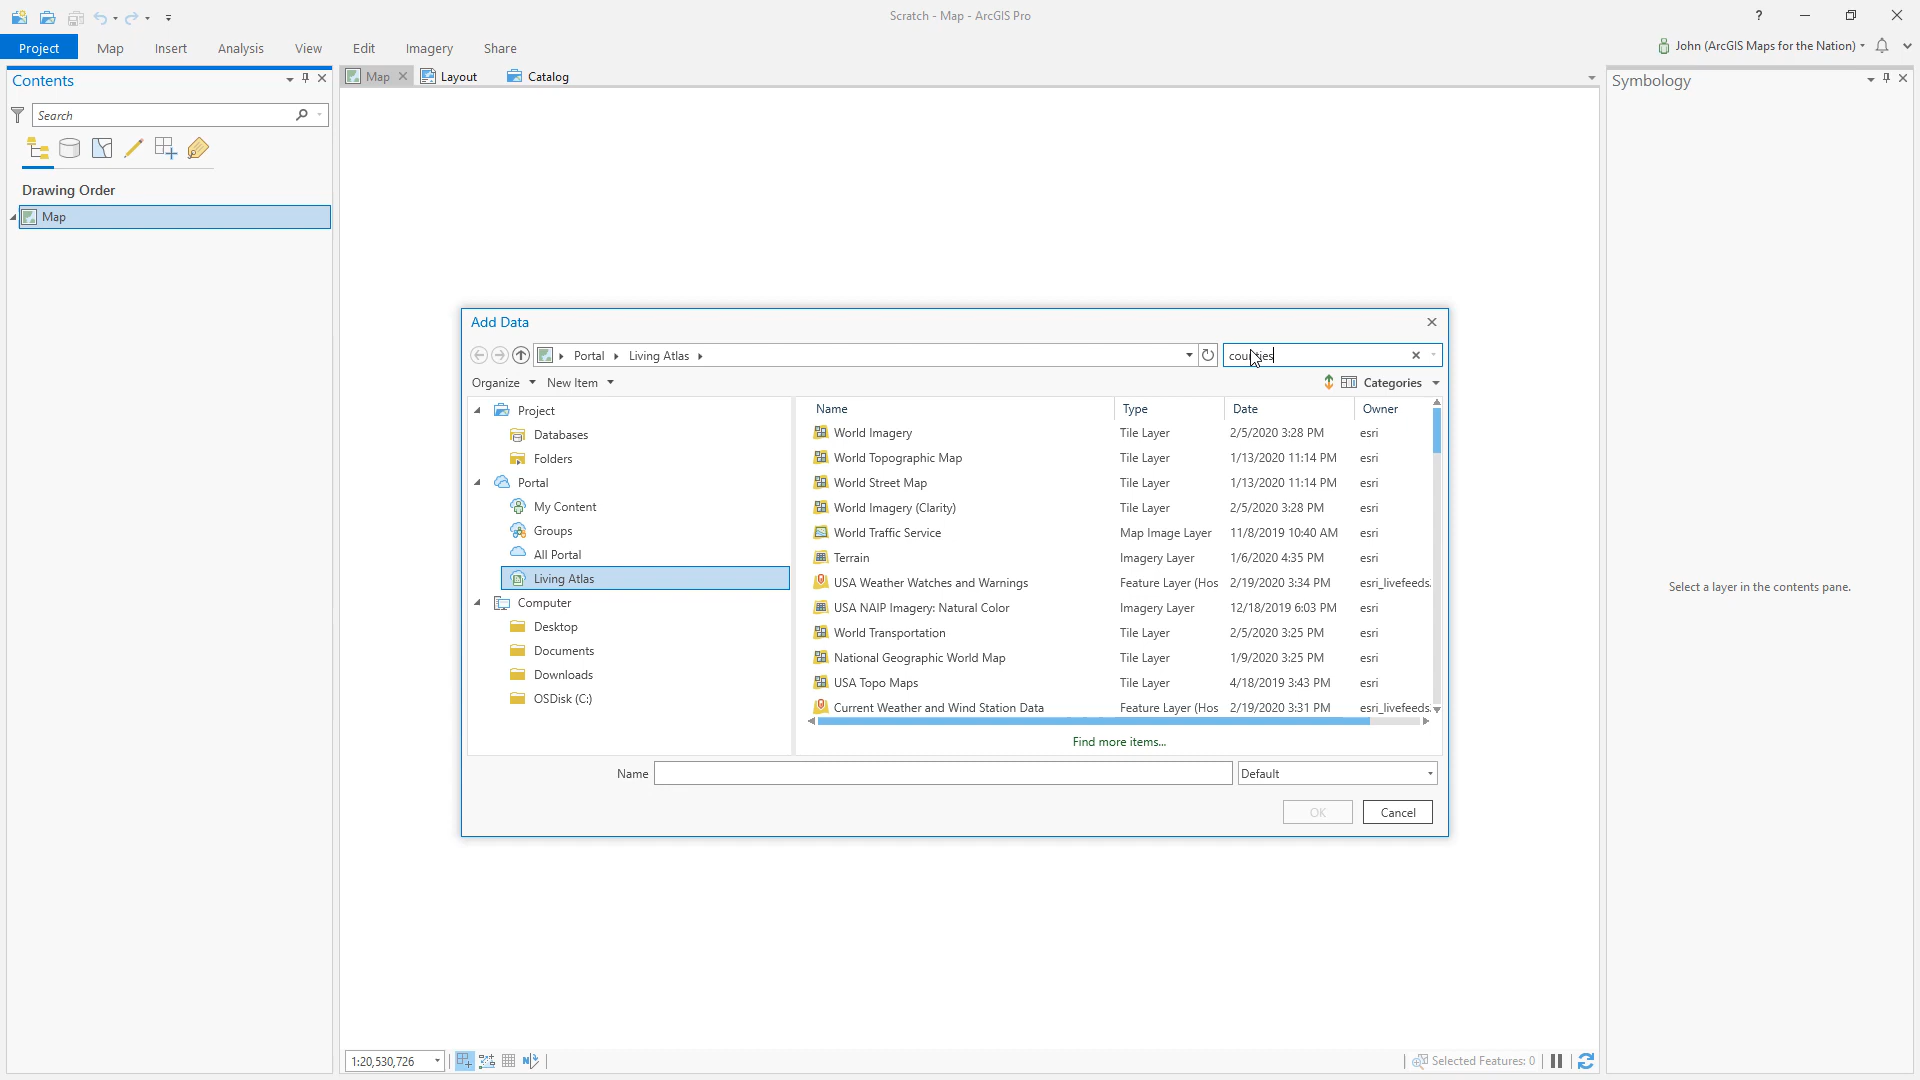 Scratch - Map - ArcGIS Pro
?
Project Map Insert Analysis View Edit Imagery Share
John (ArcGIS Maps for the Nation)
Contents
Map Layout Catalog
Symbology
Search
Drawing Order
Map
Add Data
Portal Living Atlas
Organize New Item
Categories
Project
Databases
Folders
Portal
My Content
Groups
All Portal
Living Atlas
Computer
Desktop
Documents
Downloads
OSDisk (C:)
Name Type Date Owner
World Imagery Tile Layer 2/5/2020 3:28 PM esri
World Topographic Map Tile Layer 1/13/2020 11:14 PM esri
World Street Map Tile Layer 1/13/2020 11:14 PM esri
World Imagery (Clarity) Tile Layer 2/5/2020 3:28 PM esri
World Traffic Service Map Image Layer 11/8/2019 10:40 AM esri
Terrain Imagery Layer 1/6/2020 4:35 PM esri
USA Weather Watches and Warnings Feature Layer (Hos 2/19/2020 3:34 PM esri_livefeeds
USA NAIP Imagery: Natural Color Imagery Layer 12/18/2019 6:03 PM esri
World Transportation Tile Layer 2/5/2020 3:25 PM esri
National Geographic World Map Tile Layer 1/9/2020 3:25 PM esri
USA Topo Maps Tile Layer 4/18/2019 3:43 PM esri
Current Weather and Wind Station Data Feature Layer (Hos 2/19/2020 3:31 PM esri_livefeeds
Find more items...
Name
Default
OK Cancel
Select a layer in the contents pane.
1:20,530,726
N
Selected Features: 0